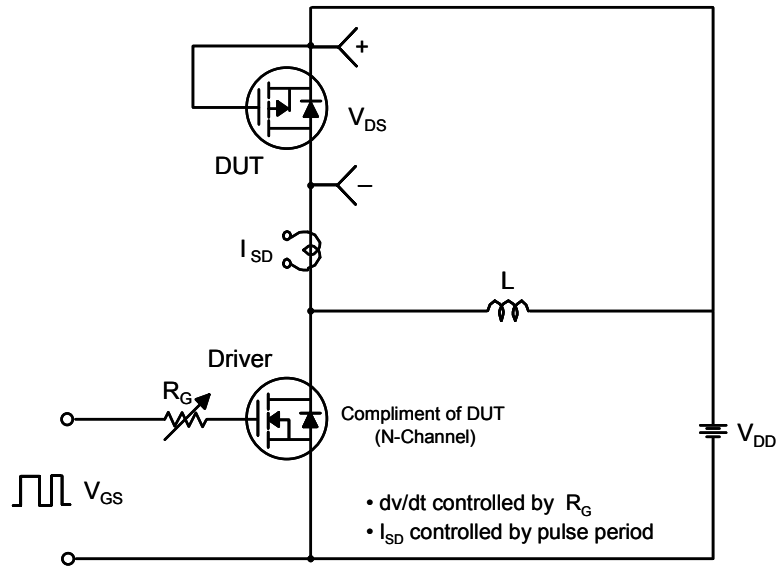 +
V_DS
DUT
–
I_SD
L
Driver
R_G
Compliment of DUT
(N-Channel)
V_DD
V_GS
• dv/dt controlled by R_G
• I_SD controlled by pulse period